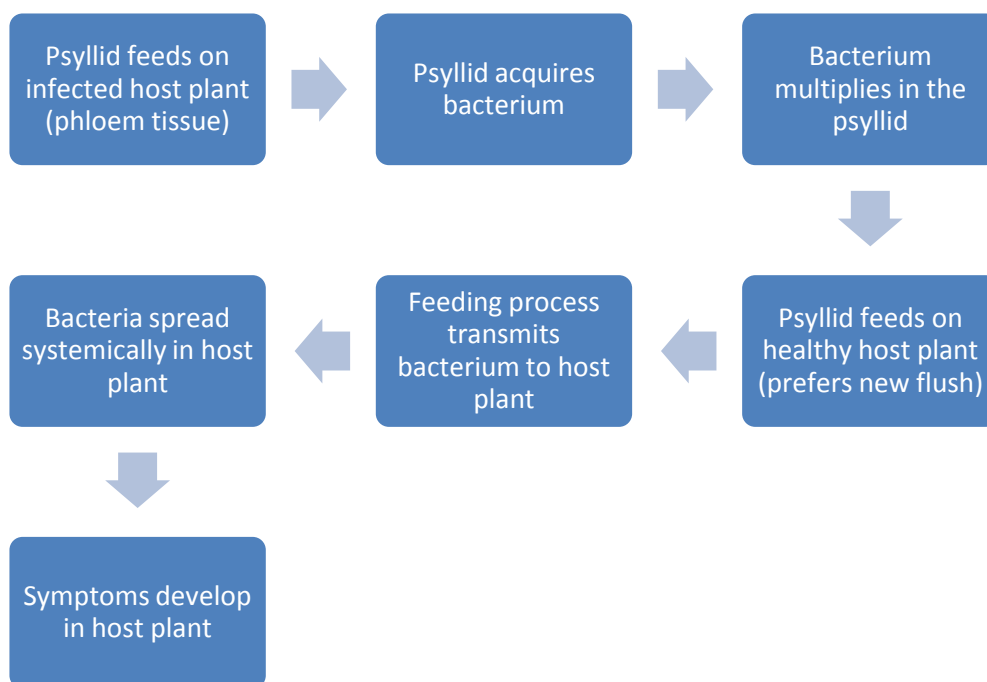 Psyllid feeds on
infected host plant
(phloem tissue)
Psyllid acquires
bacterium
Bacterium
multiplies in the
psyllid
Psyllid feeds on
healthy host plant
(prefers new flush)
Feeding process
transmits
bacterium to host
plant
Bacteria spread
systemically in host
plant
Symptoms develop
in host plant